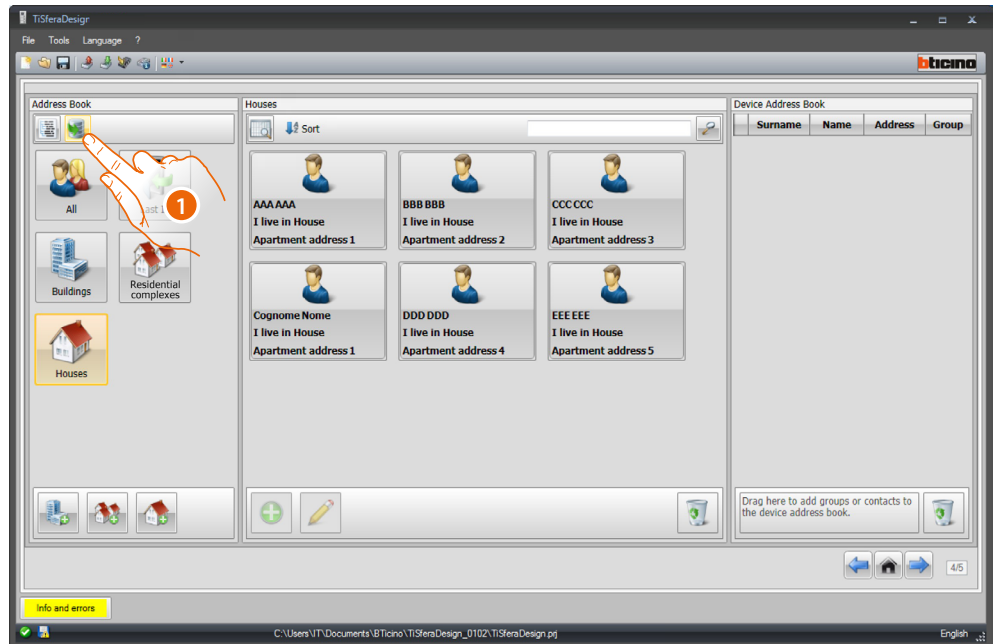 TiSferaDesign
File Tools Language ?
bticino
Address Book
Houses
Device Address Book
Sort
Surname Name Address Group
All
1
Buildings
Residential
complexes
Houses
AAA AAA
I live in House
Apartment address 1
BBB BBB
I live in House
Apartment address 2
CCC CCC
I live in House
Apartment address 3
Cognome Nome
I live in House
Apartment address 1
DDD DDD
I live in House
Apartment address 4
EEE EEE
I live in House
Apartment address 5
Drag here to add groups or contacts to
the device address book.
4/5
Info and errors
C:\Users\IT\Documents\BTicino\TiSferaDesign_0102\TiSferaDesign.prj
English